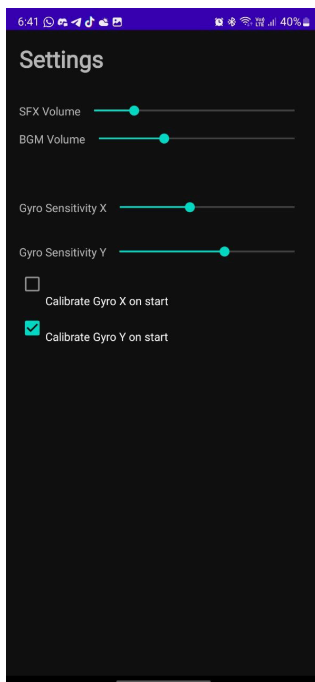 6:41 40%
Settings
SFX Volume
BGM Volume
Gyro Sensitivity X
Gyro Sensitivity Y
Calibrate Gyro X on start
Calibrate Gyro Y on start